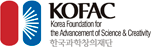 KOFAC
Korea Foundation for
the Advancement of Science & Creativity
한국과학창의재단